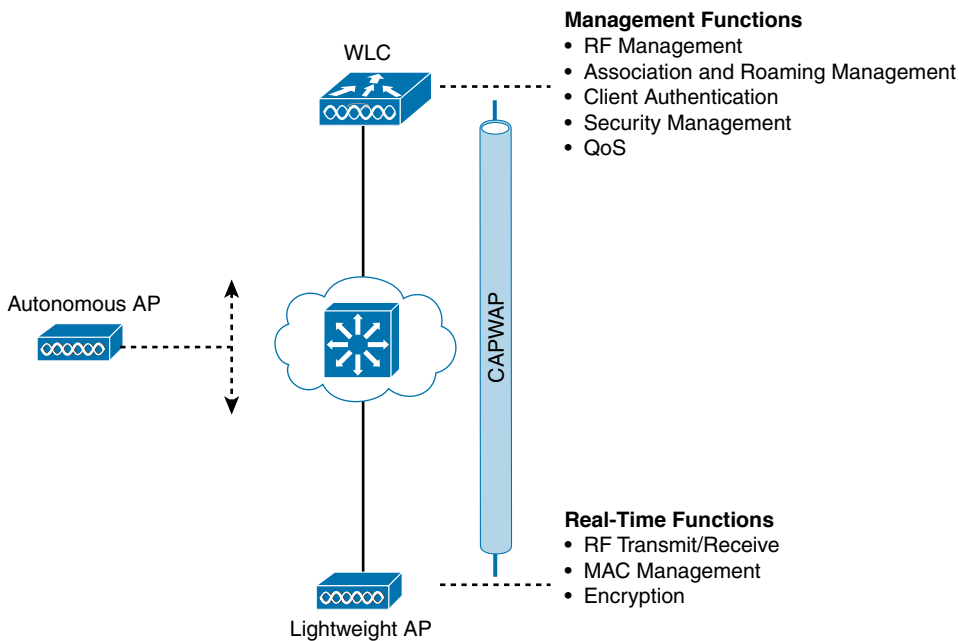 Management Functions
• RF Management
• Association and Roaming Management
• Client Authentication
• Security Management
• QoS
WLC
Autonomous AP
CAPWAP
Real-Time Functions
• RF Transmit/Receive
• MAC Management
• Encryption
Lightweight AP